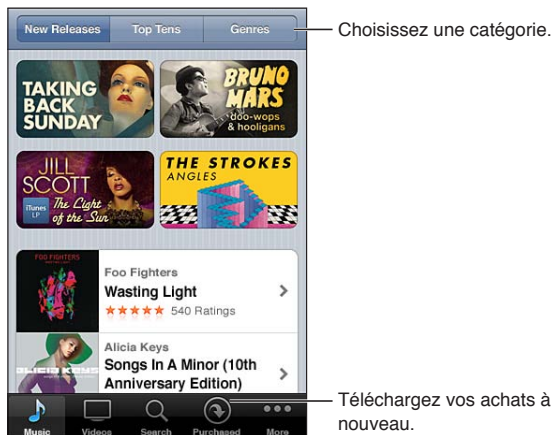 New Releases Top Tens Genres
Choisissez une catégorie.
TAKING
BACK
SUNDAY
BRUNO
MARS
doo-wops
& hooligans
JILL
SCOTT
iTunes
LP
The Light
of the Sun
THE STROKES
ANGLES
FOO FIGHTERS
Foo Fighters
Wasting Light
540 Ratings
ALICIA KEYS
Alicia Keys
Songs In A Minor (10th
Anniversary Edition)
Téléchargez vos achats à
nouveau.
Music Videos Search Purchased More